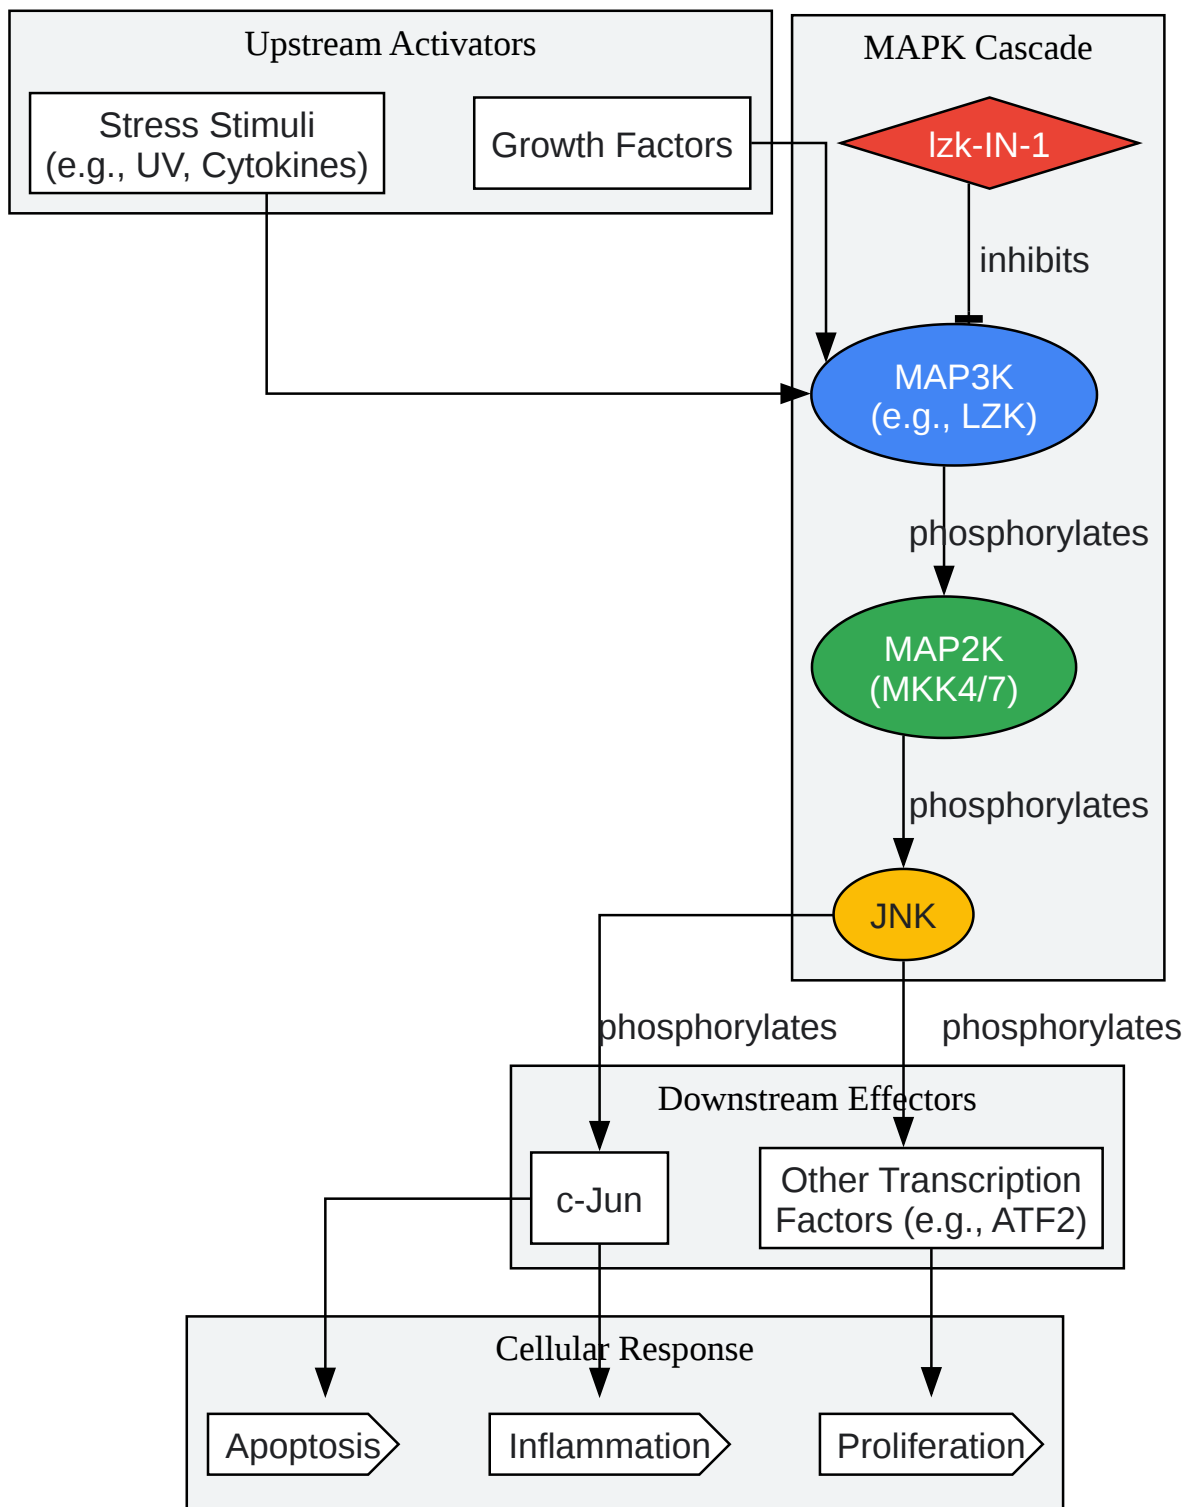 Upstream Activators
MAPK Cascade
Stress Stimuli
(e.g., UV, Cytokines)
Growth Factors
lzk-IN-1
inhibits
MAP3K
(e.g., LZK)
phosphorylates
MAP2K
(MKK4/7)
phosphorylates
JNK
phosphorylates
phosphorylates
Downstream Effectors
c-Jun
Other Transcription
Factors (e.g., ATF2)
Cellular Response
Apoptosis
Inflammation
Proliferation